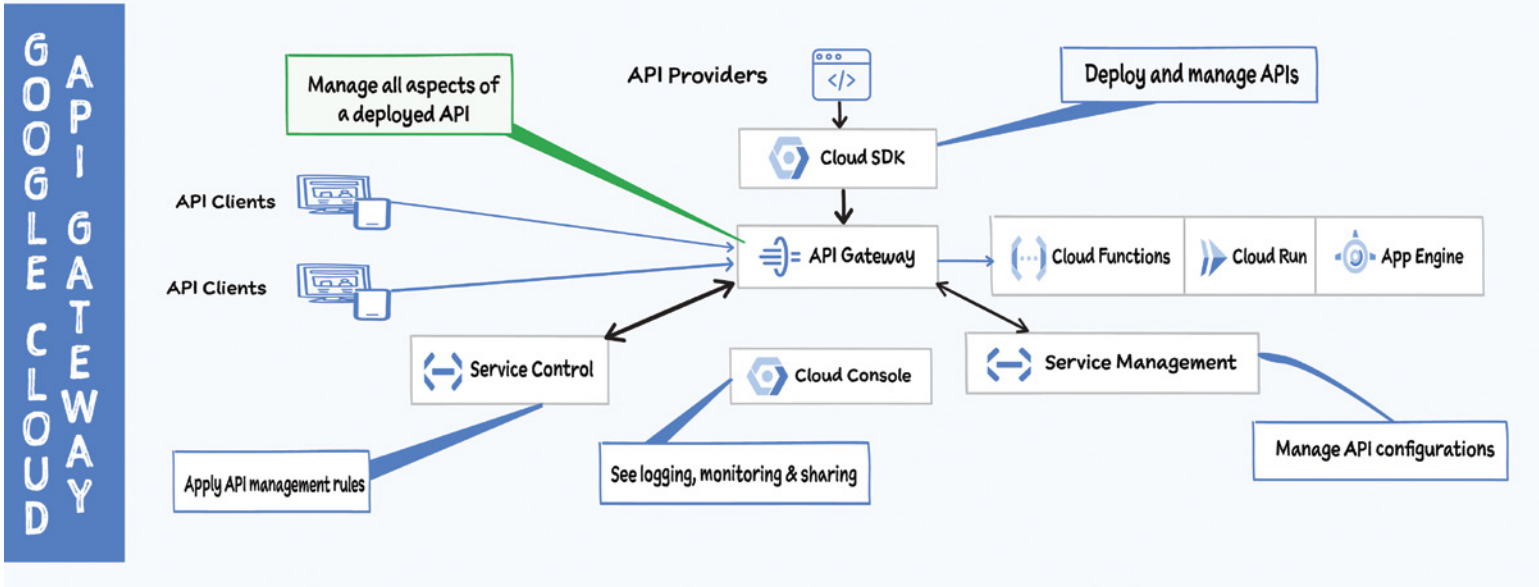 GOOGLE CLOUD
API GATEWAY
Manage all aspects of
a deployed API
API Providers
</>
Deploy and manage APIs
Cloud SDK
API Clients
API Gateway
Cloud Functions
Cloud Run
App Engine
API Clients
Service Control
Cloud Console
Service Management
Apply API management rules
See logging, monitoring & sharing
Manage API configurations